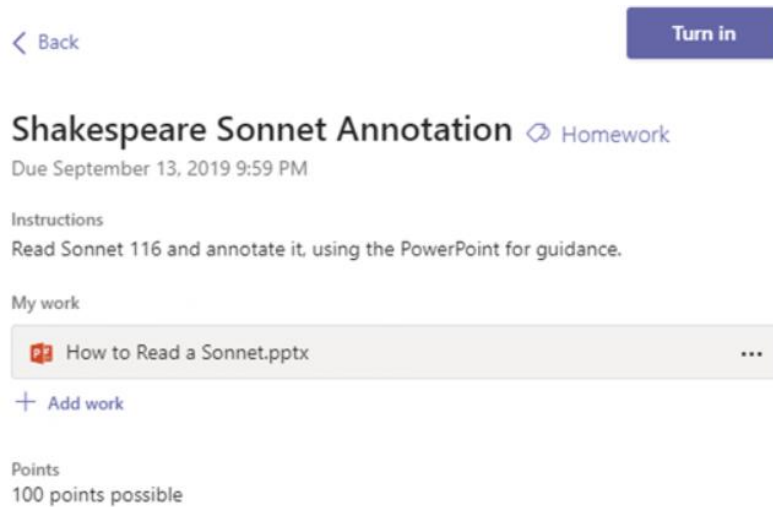 Back
Turn in
Shakespeare Sonnet Annotation Homework
Due September 13, 2019 9:59 PM
Instructions
Read Sonnet 116 and annotate it, using the PowerPoint for guidance.
My work
How to Read a Sonnet.pptx
+ Add work
Points
100 points possible